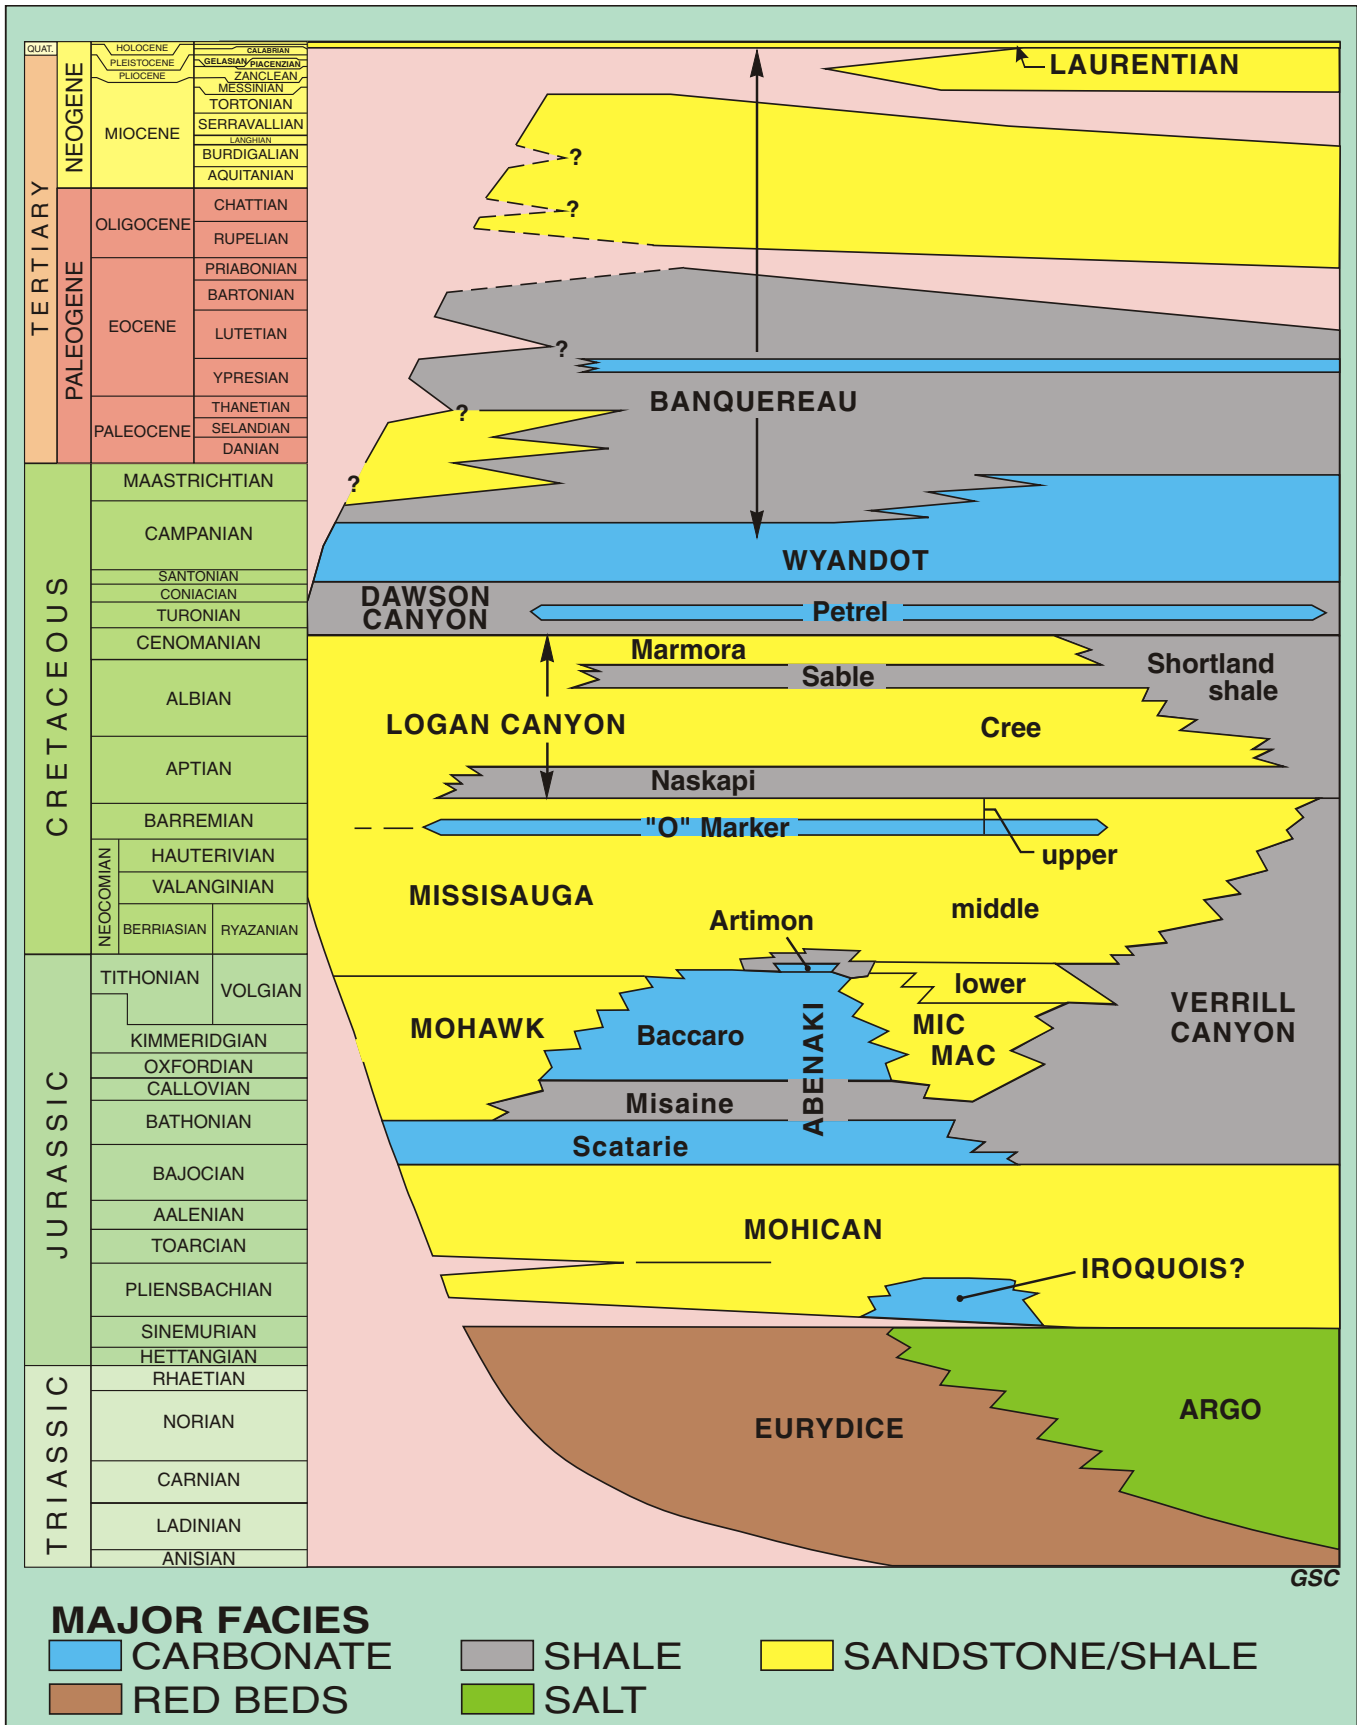 QUAT.
TERTIARY
NEOGENE
PALEOGENE
CRETACEOUS
NEOCOMIAN
JURASSIC
TRIASSIC
HOLOCENE
PLEISTOCENE
PLIOCENE
MIOCENE
OLIGOCENE
EOCENE
PALEOCENE
CALABRIAN
GELASIAN
PIACENZIAN
ZANCLEAN
MESSINIAN
TORTONIAN
SERRAVALLIAN
LANGHIAN
BURDIGALIAN
AQUITANIAN
CHATTIAN
RUPELIAN
PRIABONIAN
BARTONIAN
LUTETIAN
YPRESIAN
THANETIAN
SELANDIAN
DANIAN
MAASTRICHTIAN
CAMPANIAN
SANTONIAN
CONIACIAN
TURONIAN
CENOMANIAN
ALBIAN
APTIAN
BARREMIAN
HAUTERIVIAN
VALANGINIAN
BERRIASIAN
RYAZANIAN
TITHONIAN
VOLGIAN
KIMMERIDGIAN
OXFORDIAN
CALLOVIAN
BATHONIAN
BAJOCIAN
AALENIAN
TOARCIAN
PLIENSBACHIAN
SINEMURIAN
HETTANGIAN
RHAETIAN
NORIAN
CARNIAN
LADINIAN
ANISIAN
LAURENTIAN
?
?
?
BANQUEREAU
?
?
WYANDOT
DAWSON
CANYON
Petrel
Marmora
Sable
Shortland
shale
LOGAN CANYON
Cree
Naskapi
"O" Marker
upper
MISSISAUGA
middle
Artimon
lower
VERRILL
CANYON
MOHAWK
Baccaro
ABENAKI
MIC
MAC
Misaine
Scatarie
MOHICAN
IROQUOIS?
EURYDICE
ARGO
GSC
MAJOR FACIES
CARBONATE
SHALE
SANDSTONE/SHALE
RED BEDS
SALT